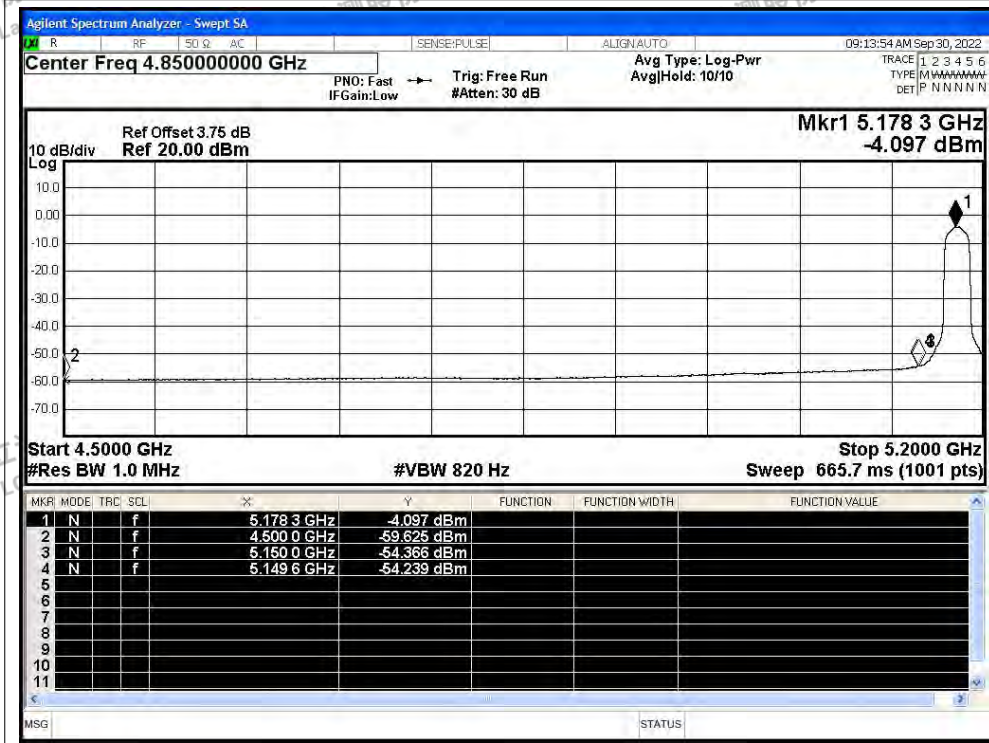 Agilent Spectrum Analyzer - Swept SA
LXI R RF 50 Ω AC SENSE:PULSE ALIGN AUTO 09:13:54 AM Sep 30, 2022
Center Freq 4.850000000 GHz
PNO: Fast
IFGain:Low
Trig: Free Run
#Atten: 30 dB
Avg Type: Log-Pwr
Avg|Hold: 10/10
TRACE 1 2 3 4 5 6
TYPE M
DET P N N N N N
Mkr1 5.178 3 GHz
-4.097 dBm
Ref Offset 3.75 dB
10 dB/div Ref 20.00 dBm
Log
10.0
0.00
-10.0
-20.0
-30.0
-40.0
-50.0
-60.0
-70.0
1
2
Start 4.5000 GHz Stop 5.2000 GHz
#Res BW 1.0 MHz #VBW 820 Hz Sweep 665.7 ms (1001 pts)
MKR MODE TRC SCL X Y FUNCTION FUNCTION WIDTH FUNCTION VALUE
1 N f 5.178 3 GHz -4.097 dBm
2 N f 4.500 0 GHz -59.625 dBm
3 N f 5.150 0 GHz -54.366 dBm
4 N f 5.149 6 GHz -54.239 dBm
5
6
7
8
9
10
11
MSG STATUS